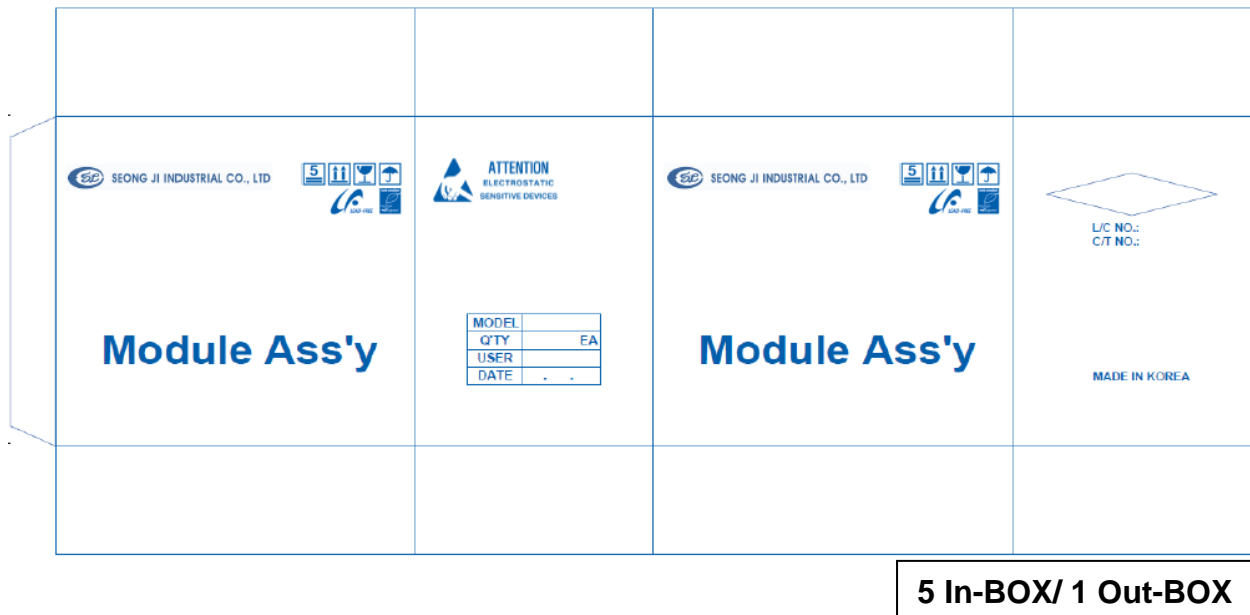 SEONG JI INDUSTRIAL CO., LTD
5
LEAD-FREE
Module Ass'y
ATTENTION
ELECTROSTATIC
SENSITIVE DEVICES
MODEL
Q'TY EA
USER
DATE . .
SEONG JI INDUSTRIAL CO., LTD
5
LEAD-FREE
Module Ass'y
L/C NO.:
C/T NO.:
MADE IN KOREA
5 In-BOX/ 1 Out-BOX